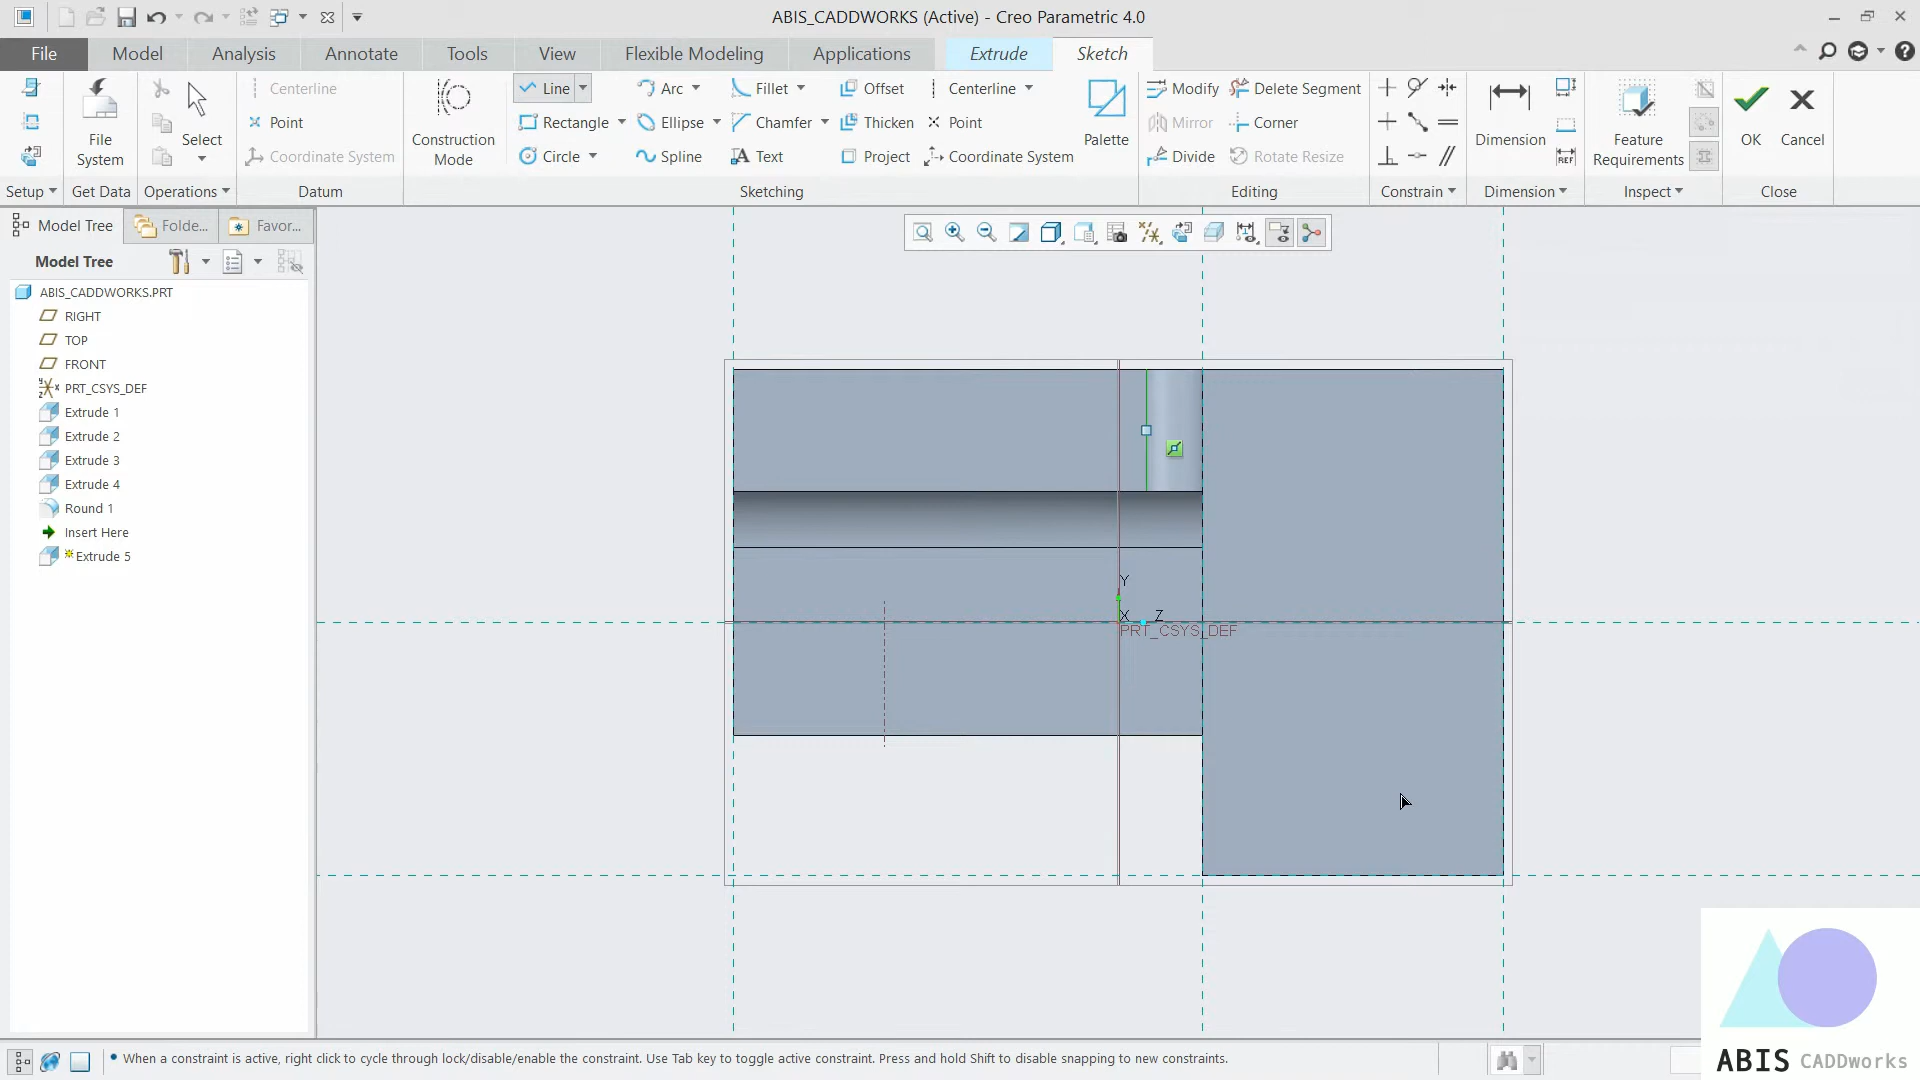 ABIS_CADDWORKS (Active) - Creo Parametric 4.0
File Model Analysis Annotate Tools View Flexible Modeling Applications Extrude Sketch
Centerline Line Arc Fillet Offset Centerline Modify Delete Segment
Point Rectangle Ellipse Chamfer Thicken Point Mirror Corner
Coordinate System Circle Spline Text Project Coordinate System Divide Rotate Resize
File System
Select
Construction Mode
Palette
Dimension
Feature Requirements
OK
Cancel
Setup Get Data Operations Datum Sketching Editing Constrain Dimension Inspect Close
REF
Model Tree Folde... Favor...
Model Tree
ABIS_CADDWORKS.PRT
RIGHT
TOP
FRONT
PRT_CSYS_DEF
Extrude 1
Extrude 2
Extrude 3
Extrude 4
Round 1
Insert Here
Extrude 5
Y
X Z
PRT_CSYS_DEF
When a constraint is active, right click to cycle through lock/disable/enable the constraint. Use Tab key to toggle active constraint. Press and hold Shift to disable snapping to new constraints.
ABIS CADDworks